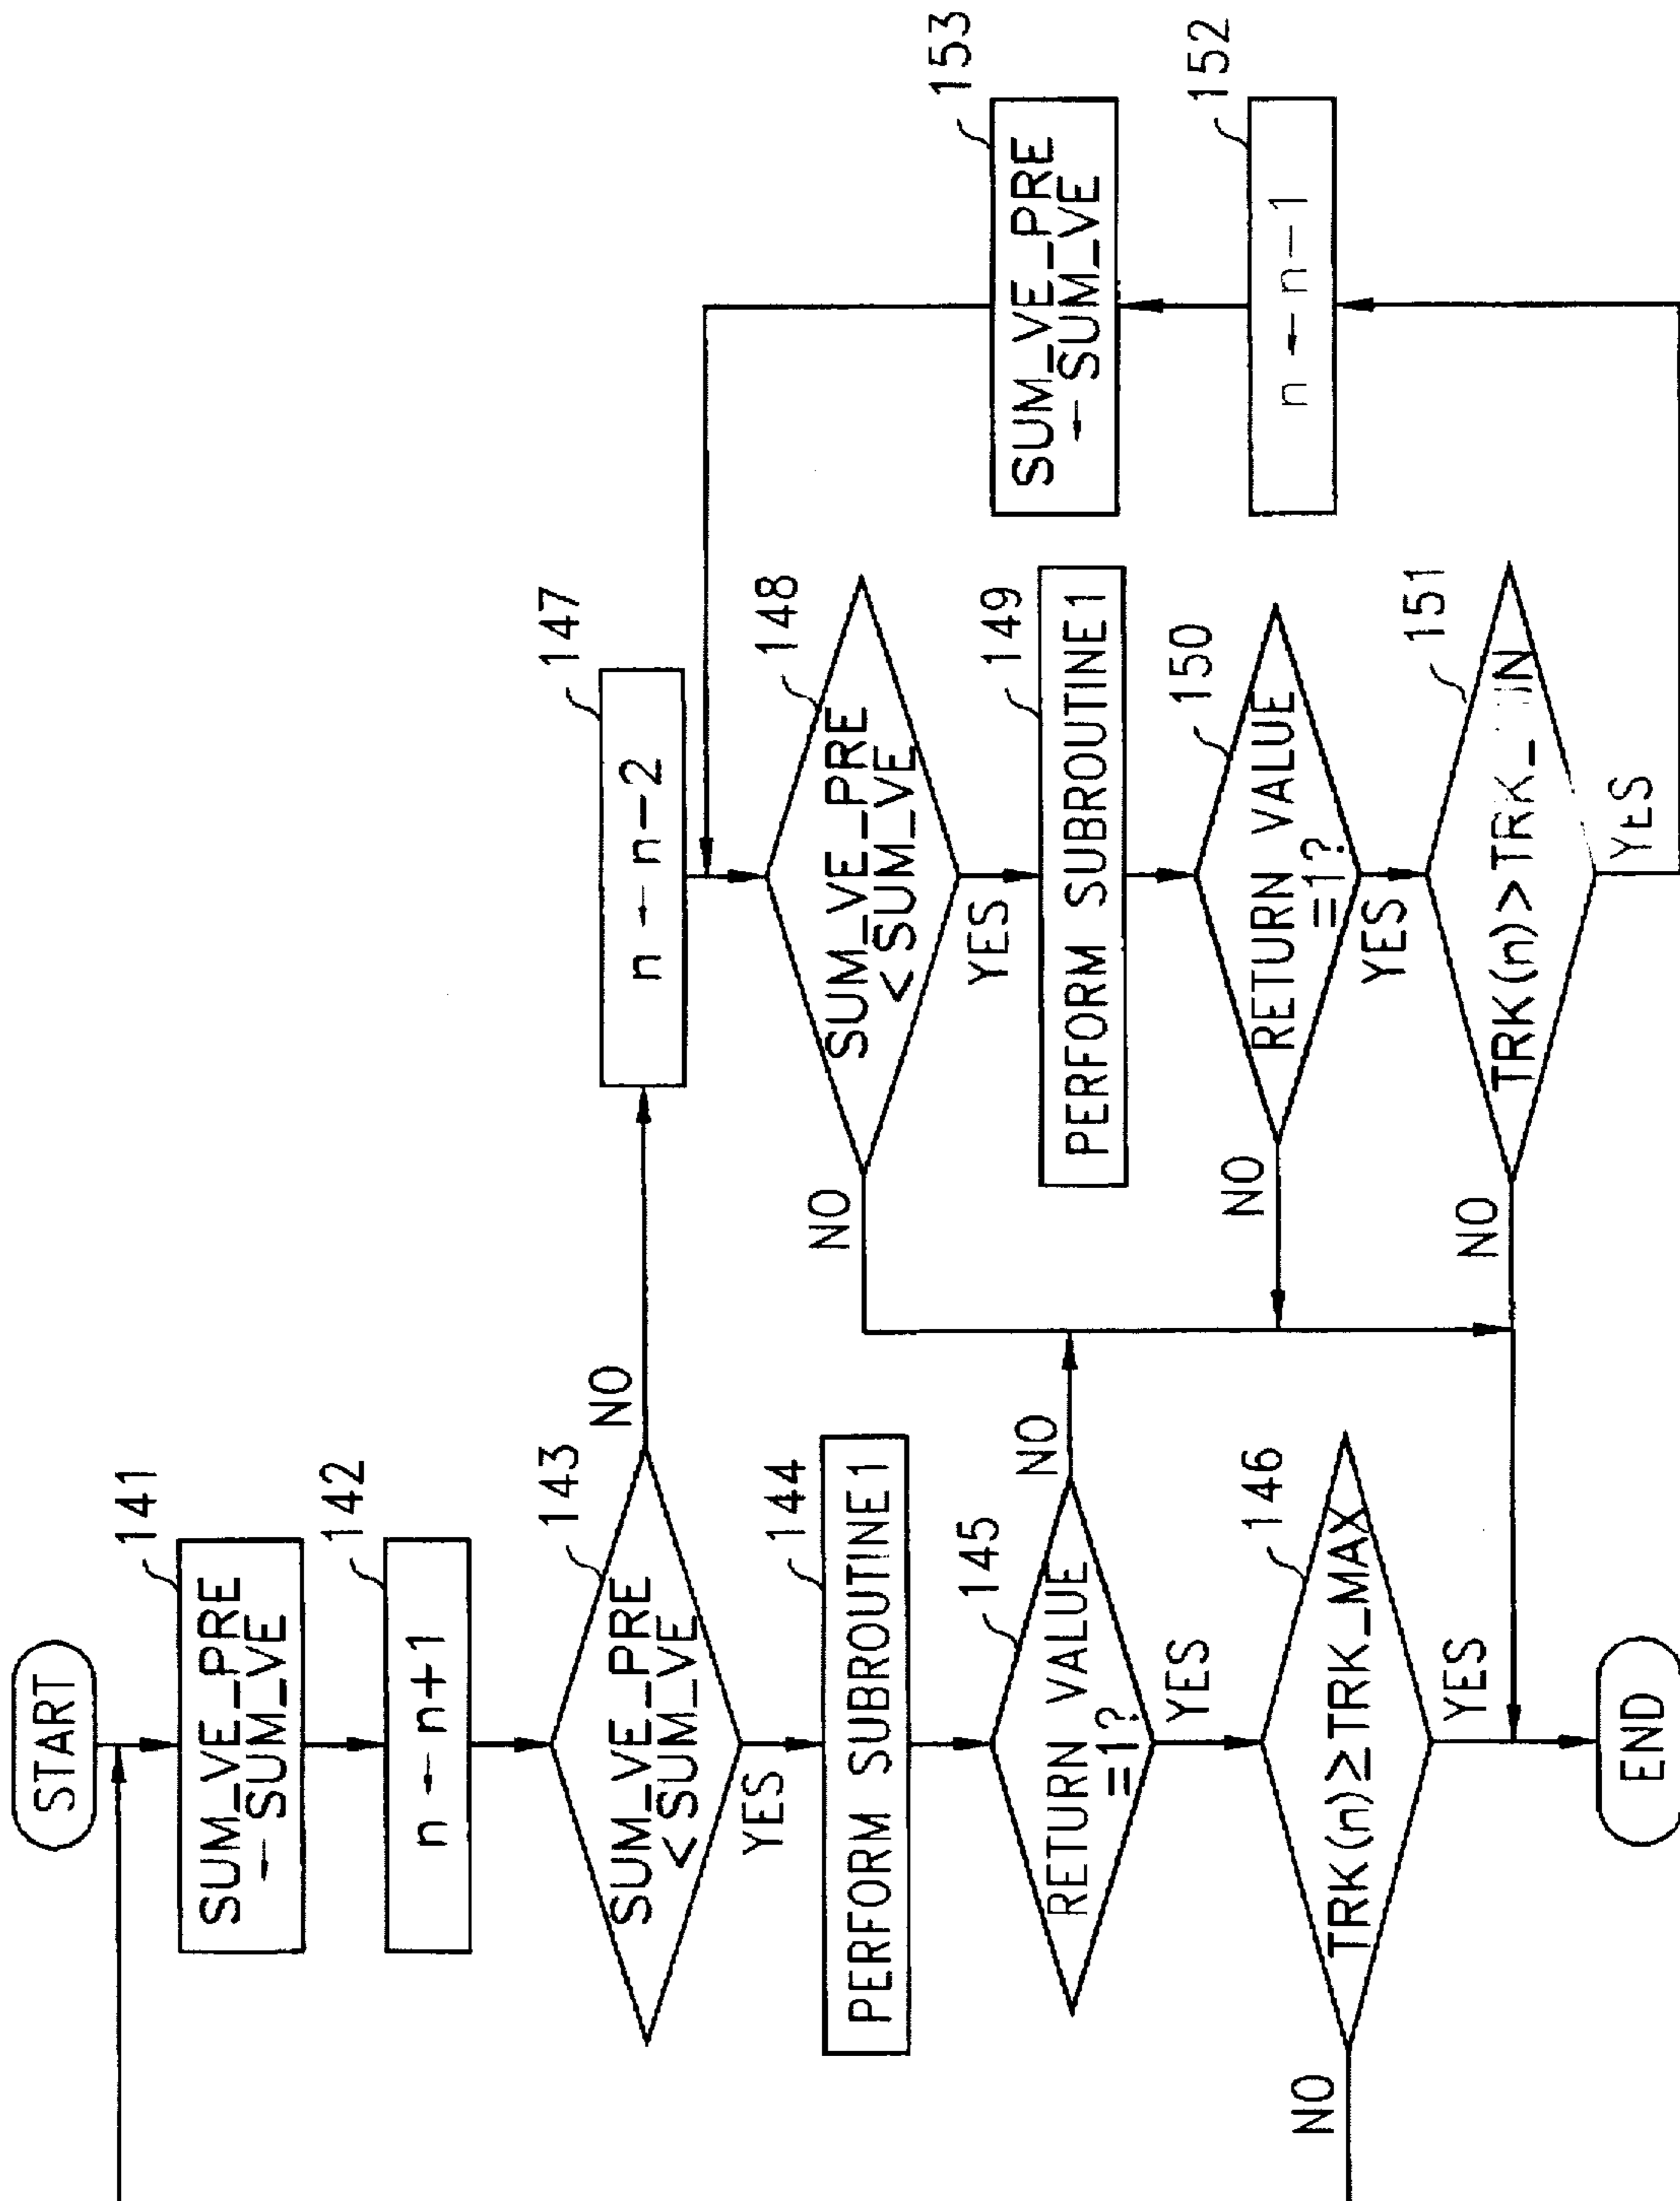 START
141
SUM_VE_PRE
← SUM_VE
142
n ← n+1
143
SUM_VE_PRE
< SUM_VE
NO
YES
144
PERFORM SUBROUTINE1
145
RETURN VALUE
=1?
NO
YES
146
TRK(n)≥TRK_MAX
NO
YES
END
147
n ← n-2
148
SUM_VE_PRE
< SUM_VE
NO
YES
149
PERFORM SUBROUTINE1
150
RETURN VALUE
=1?
NO
YES
151
TRK(n)>TRK_ IN
NO
YES
152
n ← n-1
153
SUM_VE_PRE
← SUM_VE